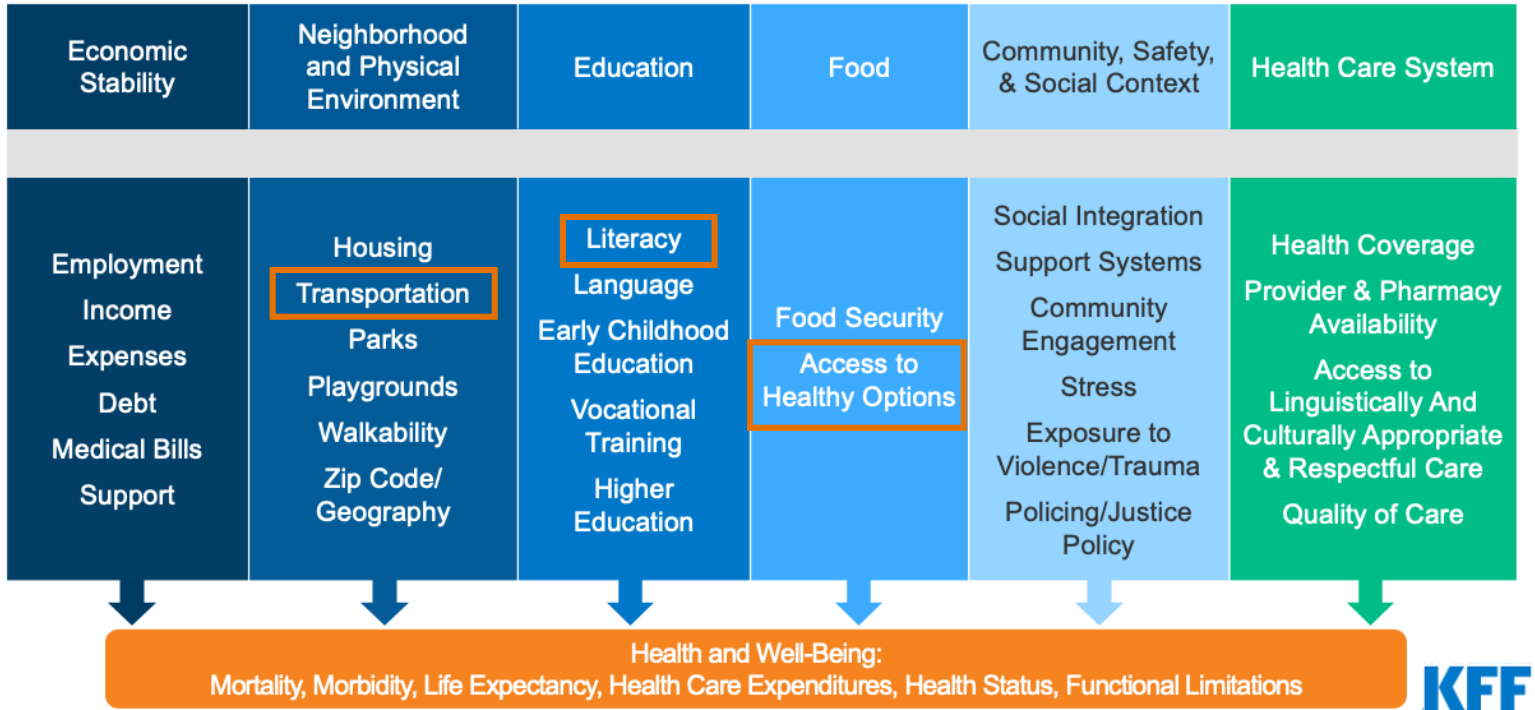 Economic
Stability
Neighborhood
and Physical
Environment
Education
Food
Community, Safety,
& Social Context
Health Care System
Employment
Income
Expenses
Debt
Medical Bills
Support
Housing
Transportation
Parks
Playgrounds
Walkability
Zip Code/
Geography
Literacy
Language
Early Childhood
Education
Vocational
Training
Higher
Education
Food Security
Access to
Healthy Options
Social Integration
Support Systems
Community
Engagement
Stress
Exposure to
Violence/Trauma
Policing/Justice
Policy
Health Coverage
Provider & Pharmacy
Availability
Access to
Linguistically And
Culturally Appropriate
& Respectful Care
Quality of Care
Health and Well-Being:
Mortality, Morbidity, Life Expectancy, Health Care Expenditures, Health Status, Functional Limitations
KFF